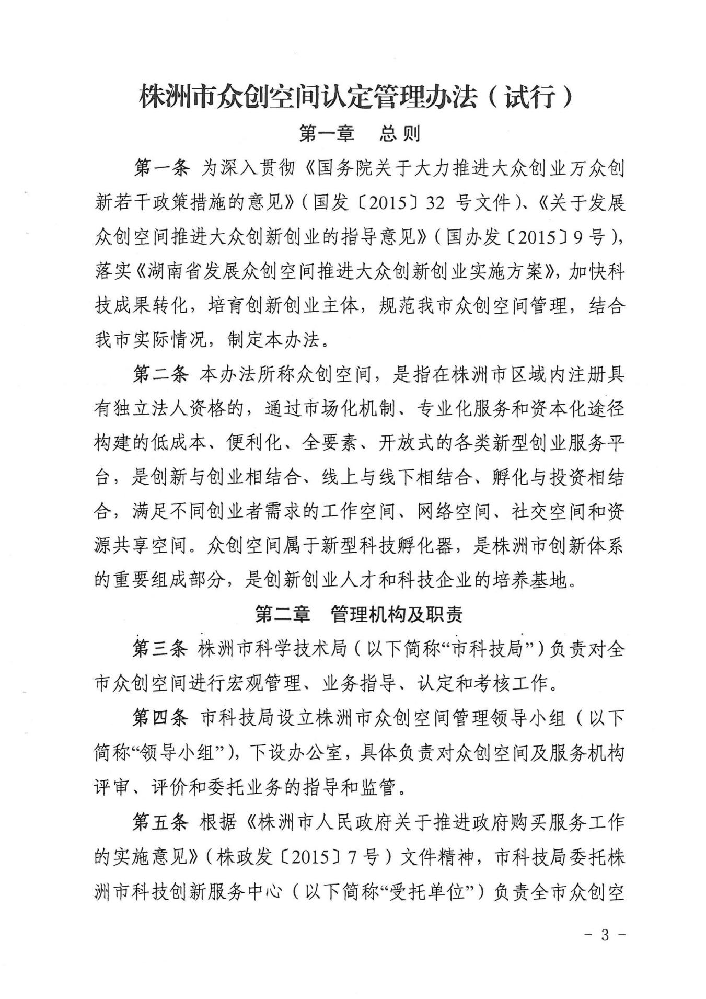 株洲市众创空间认定管理办法（试行）
第一章 总则
第一条 为深入贯彻《国务院关于大力推进大众创业万众创
新若干政策措施的意见》（国发〔2015〕32 号文件）、《关于发展
众创空间推进大众创新创业的指导意见》（国办发〔2015〕9号），
落实《湖南省发展众创空间推进大众创新创业实施方案》，加快科
技成果转化，培育创新创业主体，规范我市众创空间管理，结合
我市实际情况，制定本办法。
第二条 本办法所称众创空间，是指在株洲市区域内注册具
有独立法人资格的，通过市场化机制、专业化服务和资本化途径
构建的低成本、便利化、全要素、开放式的各类新型创业服务平
台，是创新与创业相结合、线上与线下相结合、孵化与投资相结
合，满足不同创业者需求的工作空间、网络空间、社交空间和资
源共享空间。众创空间属于新型科技孵化器，是株洲市创新体系
的重要组成部分，是创新创业人才和科技企业的培养基地。
第二章 管理机构及职责
第三条 株洲市科学技术局（以下简称“市科技局”）负责对全
市众创空间进行宏观管理、业务指导、认定和考核工作。
第四条 市科技局设立株洲市众创空间管理领导小组（以下
简称“领导小组”），下设办公室，具体负责对众创空间及服务机构
评审、评价和委托业务的指导和监管。
第五条 根据《株洲市人民政府关于推进政府购买服务工作
的实施意见》（株政发〔2015〕7号）文件精神，市科技局委托株
洲市科技创新服务中心（以下简称“受托单位”）负责全市众创空
- 3 -